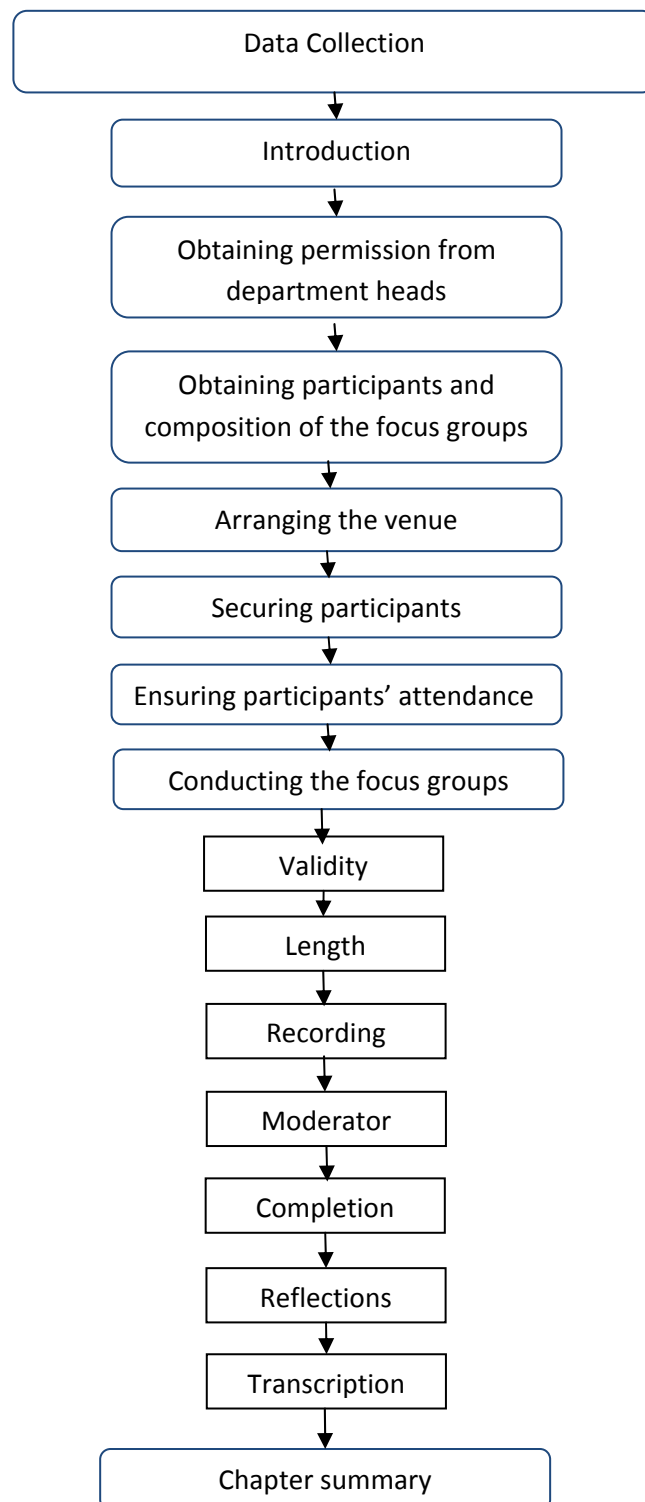 Data Collection
Introduction
Obtaining permission from
department heads
Obtaining participants and
composition of the focus groups
Arranging the venue
Securing participants
Ensuring participants’ attendance
Conducting the focus groups
Validity
Length
Recording
Moderator
Completion
Reflections
Transcription
Chapter summary